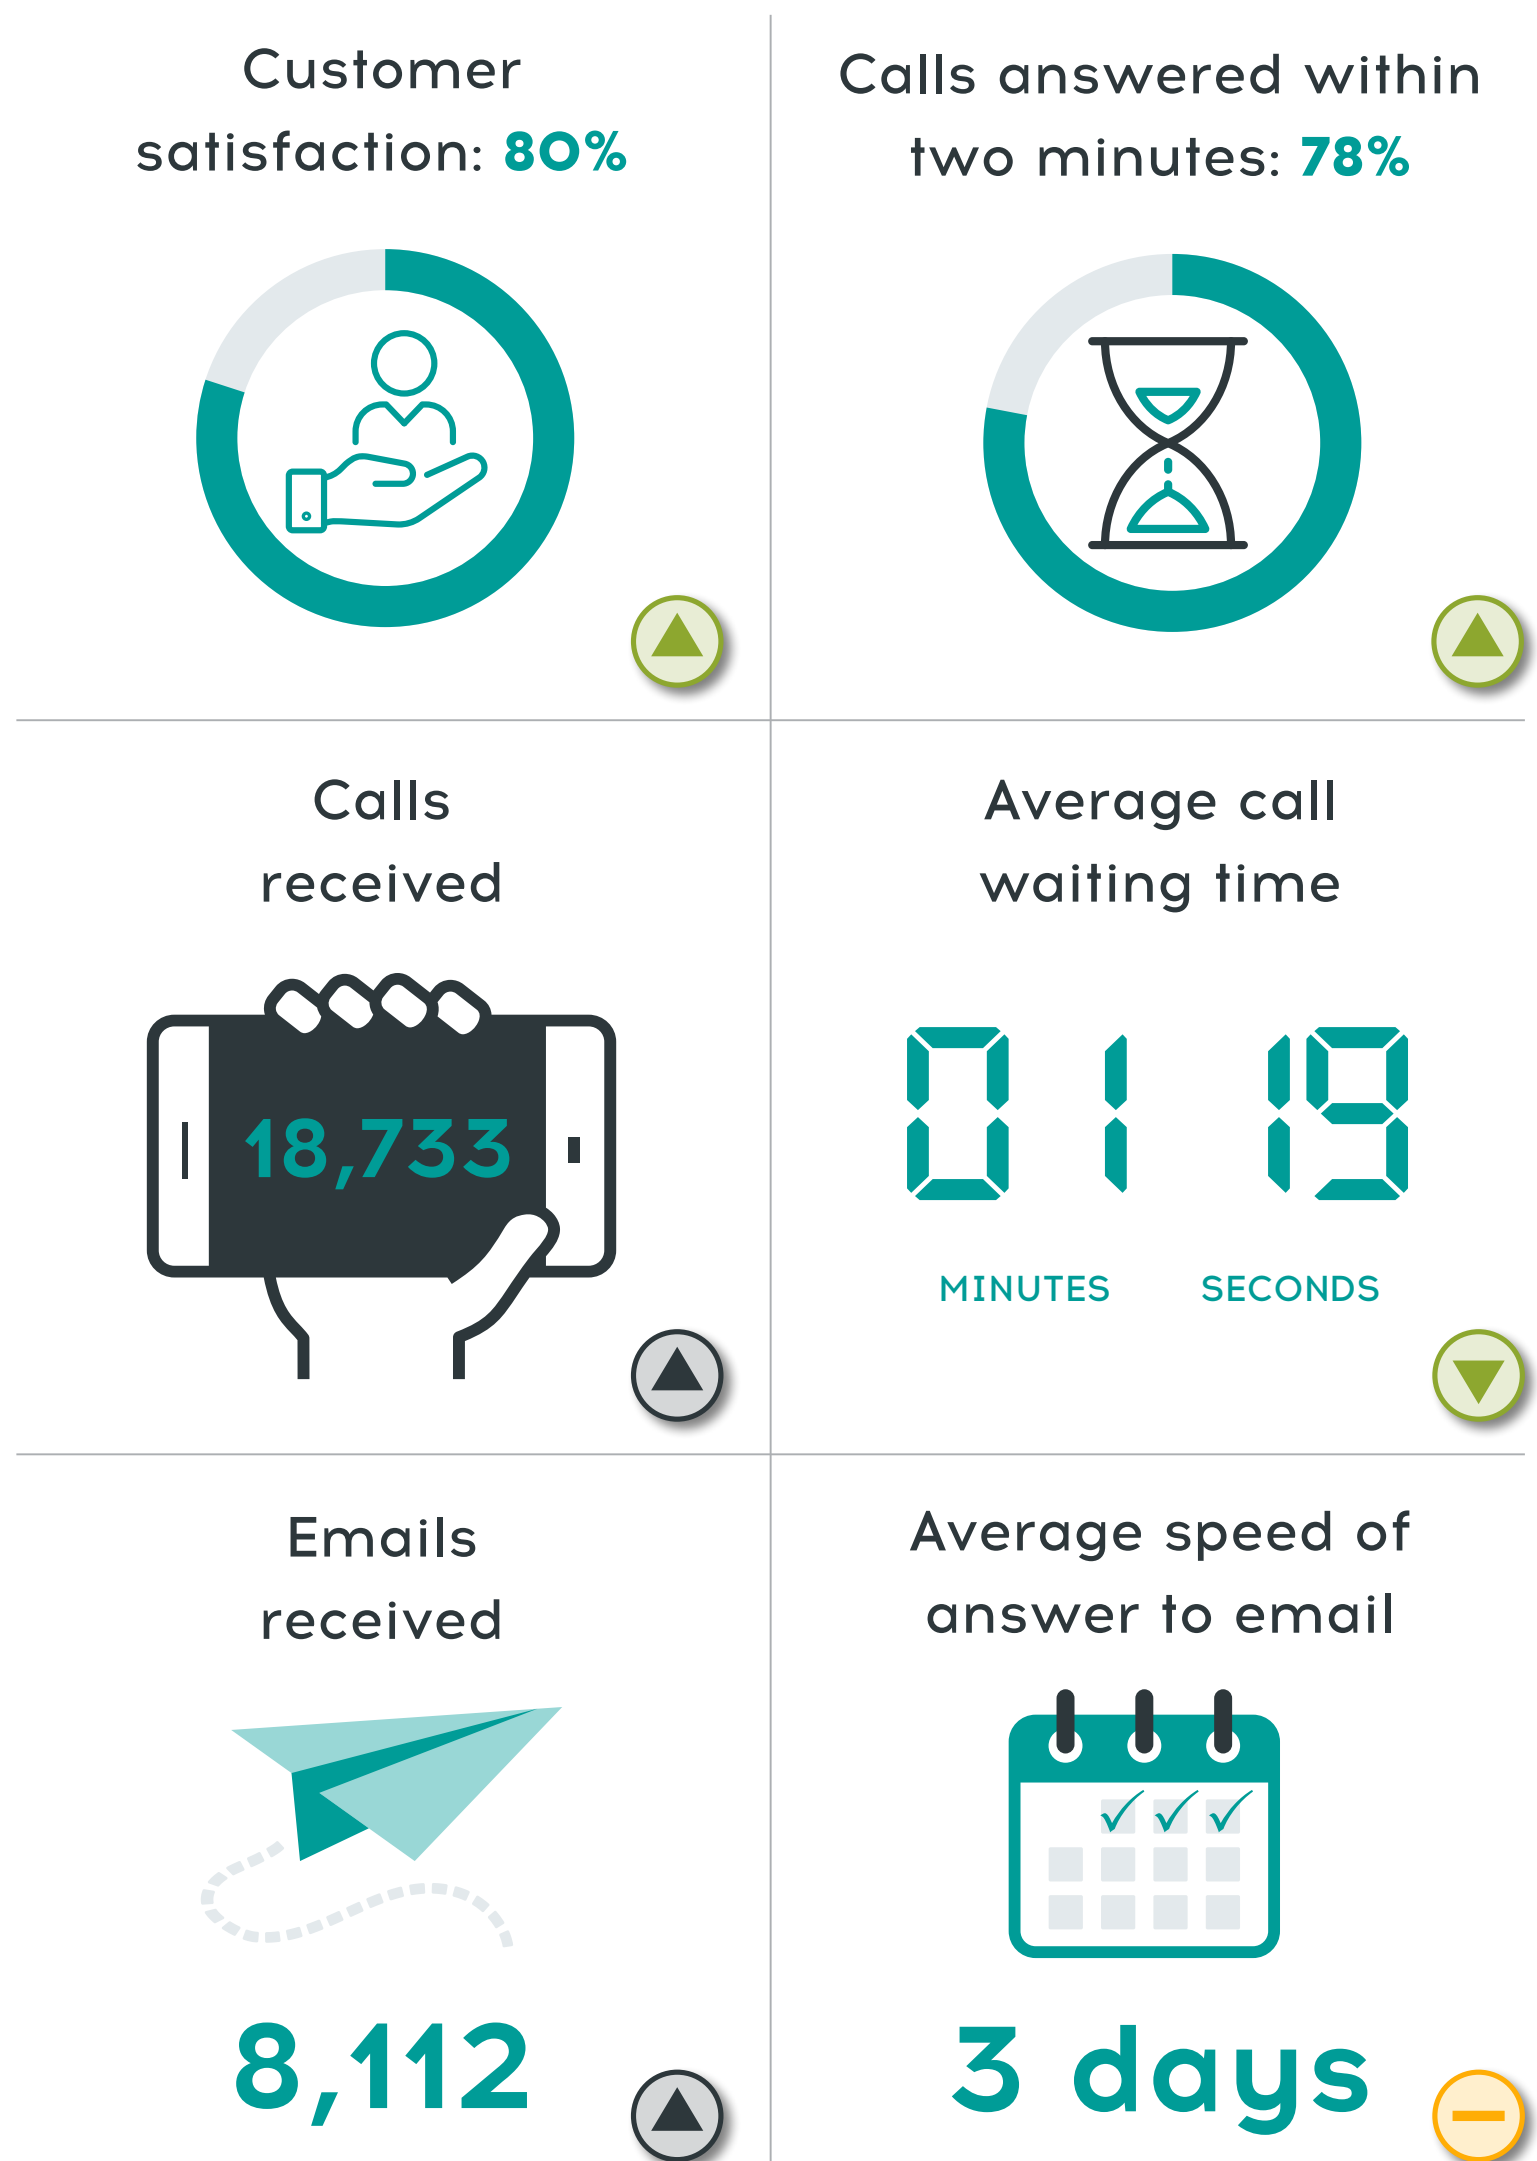 Customer
satisfaction: 80%
Calls answered within
two minutes: 78%
Calls
received
18,733
Average call
waiting time
01 19
MINUTES SECONDS
Emails
received
8,112
Average speed of
answer to email
3 days